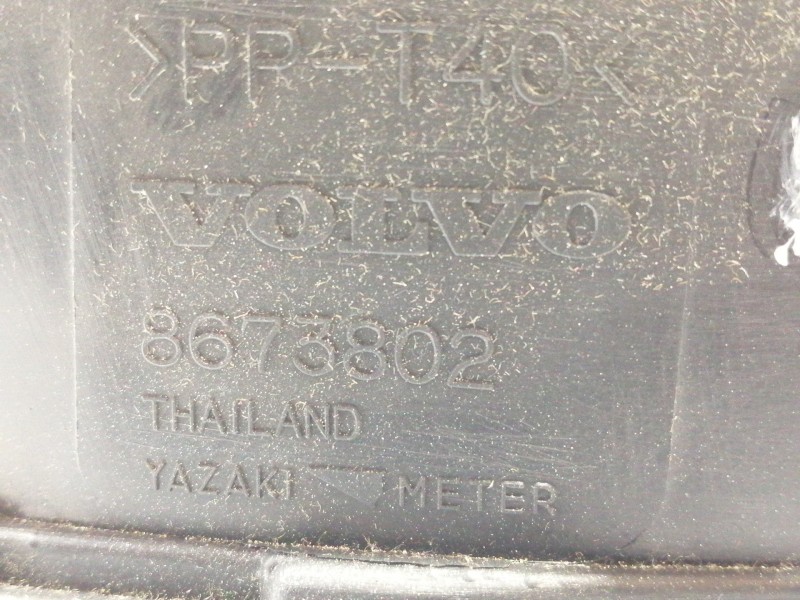 >PP-T40<
VOLVO
8673802
THAILAND
YAZAKI METER